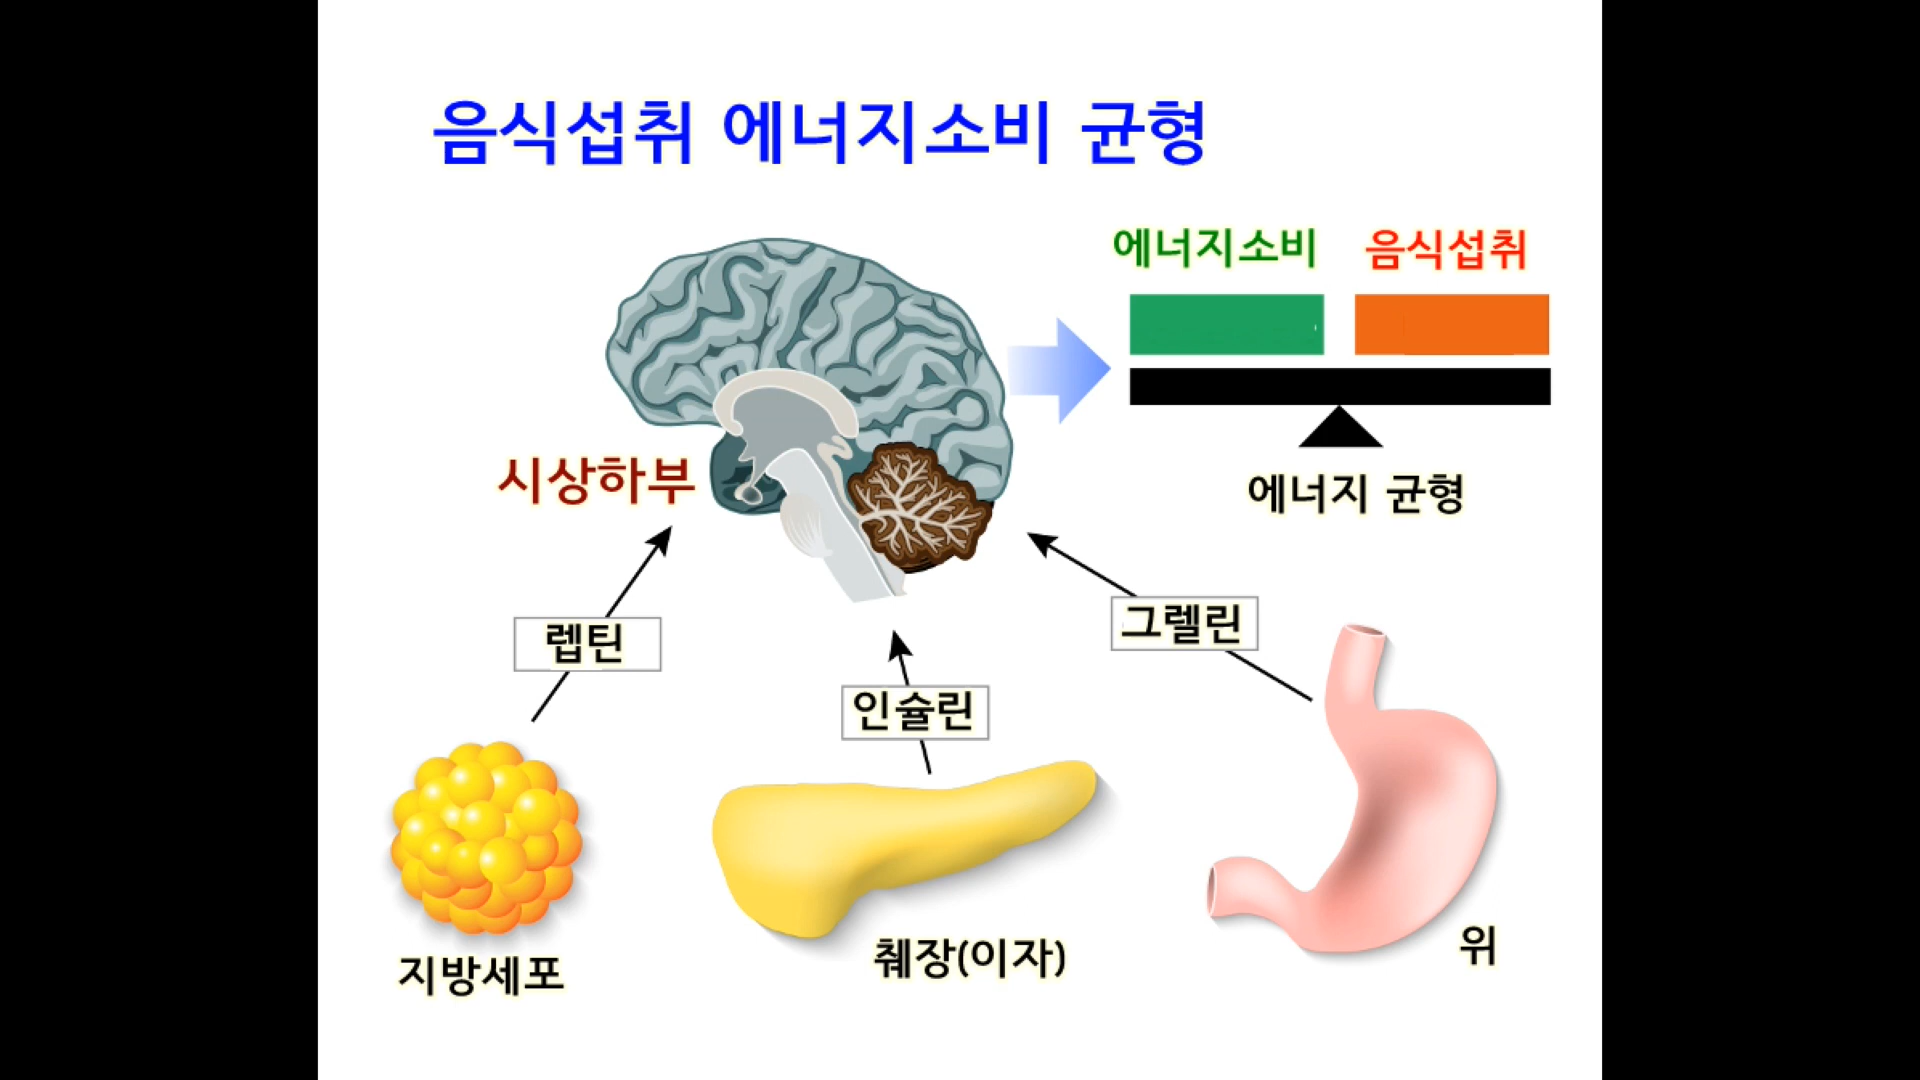 음식섭취 에너지소비 균형
에너지소비 음식섭취
시상하부
에너지 균형
렙틴
그렐린
인슐린
지방세포
췌장(이자)
위